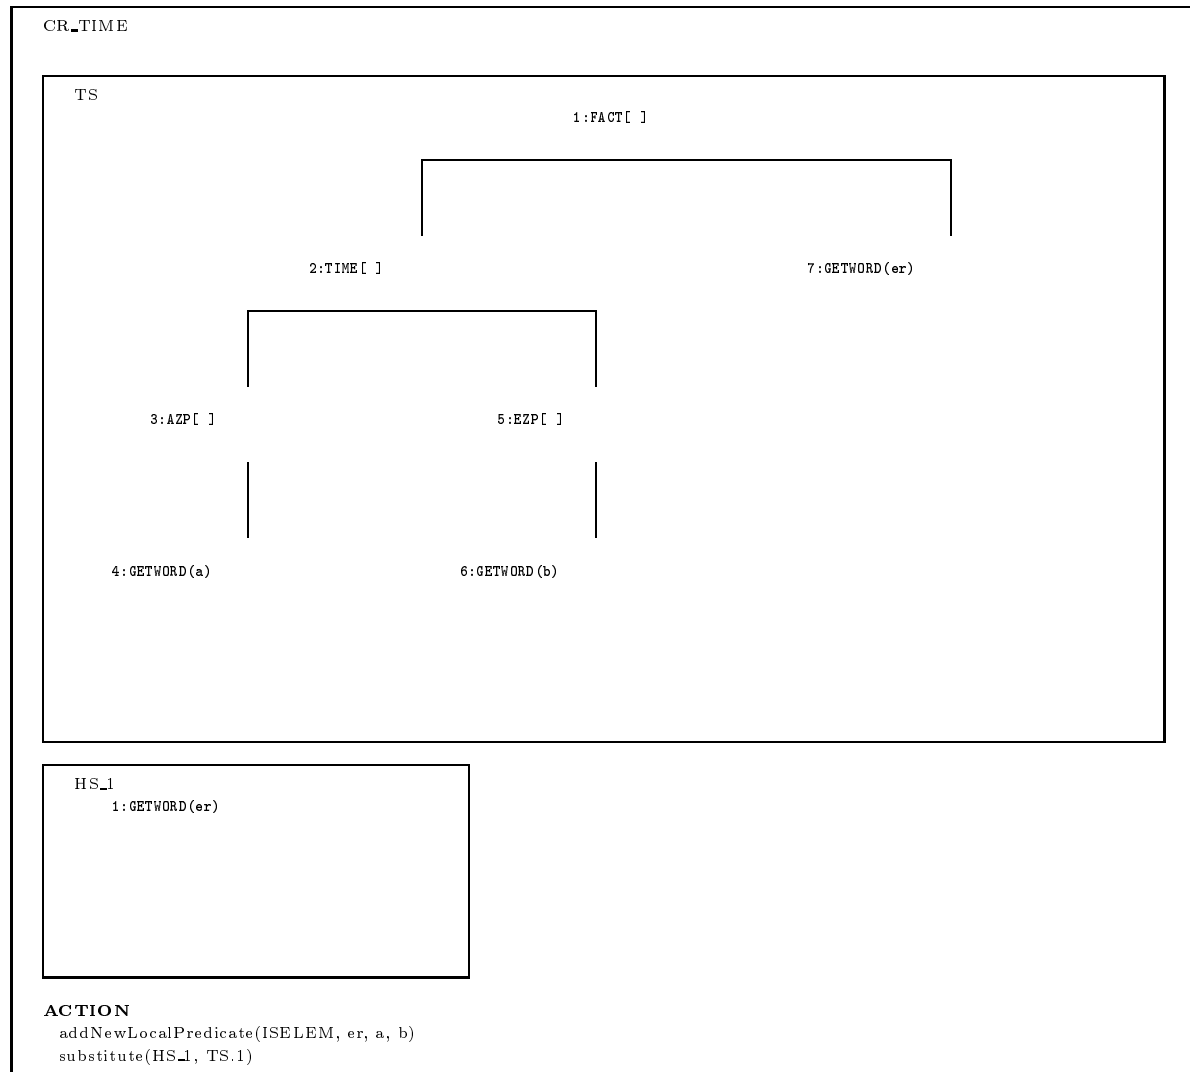 CR_TIME
TS
1:FACT[ ]
2:TIME[ ]
7:GETWORD(er)
3:AZP[ ]
5:EZP[ ]
4:GETWORD(a)
6:GETWORD(b)
HS_1
1:GETWORD(er)
ACTION
addNewLocalPredicate(ISELEM, er, a, b)
substitute(HS_1, TS.1)